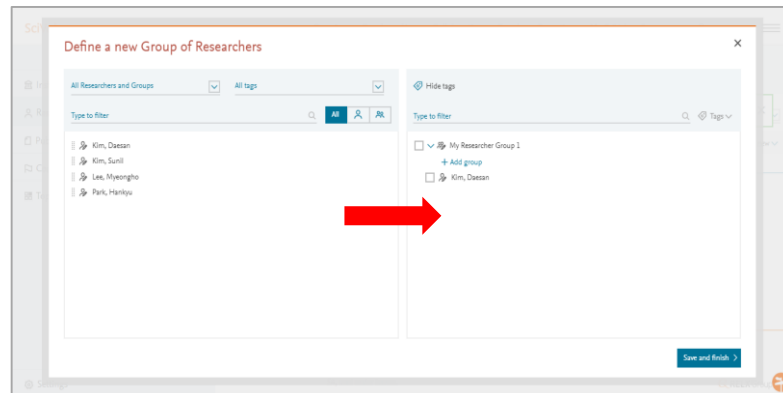 Define a new Group of Researchers
All Researchers and Groups
All tags
Type to filter
All
Kim, Daesan
Kim, Sunil
Lee, Myeongho
Park, Hankyu
Hide tags
Type to filter
Tags
My Researcher Group 1
+ Add group
Kim, Daesan
Save and finish